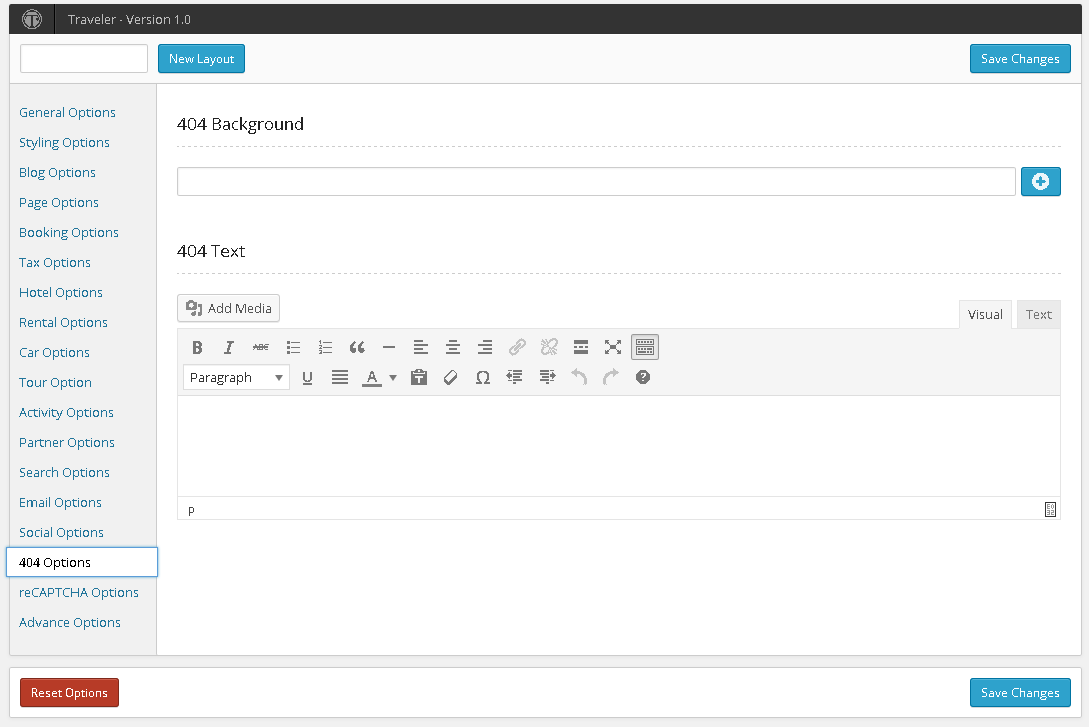 Traveler - Version 1.0
New Layout
Save Changes
General Options
Styling Options
Blog Options
Page Options
Booking Options
Tax Options
Hotel Options
Rental Options
Car Options
Tour Option
Activity Options
Partner Options
Search Options
Email Options
Social Options
404 Options
reCAPTCHA Options
Advance Options
404 Background
404 Text
Add Media
Visual Text
B I ABC
Paragraph U A T Ω
p
Reset Options
Save Changes